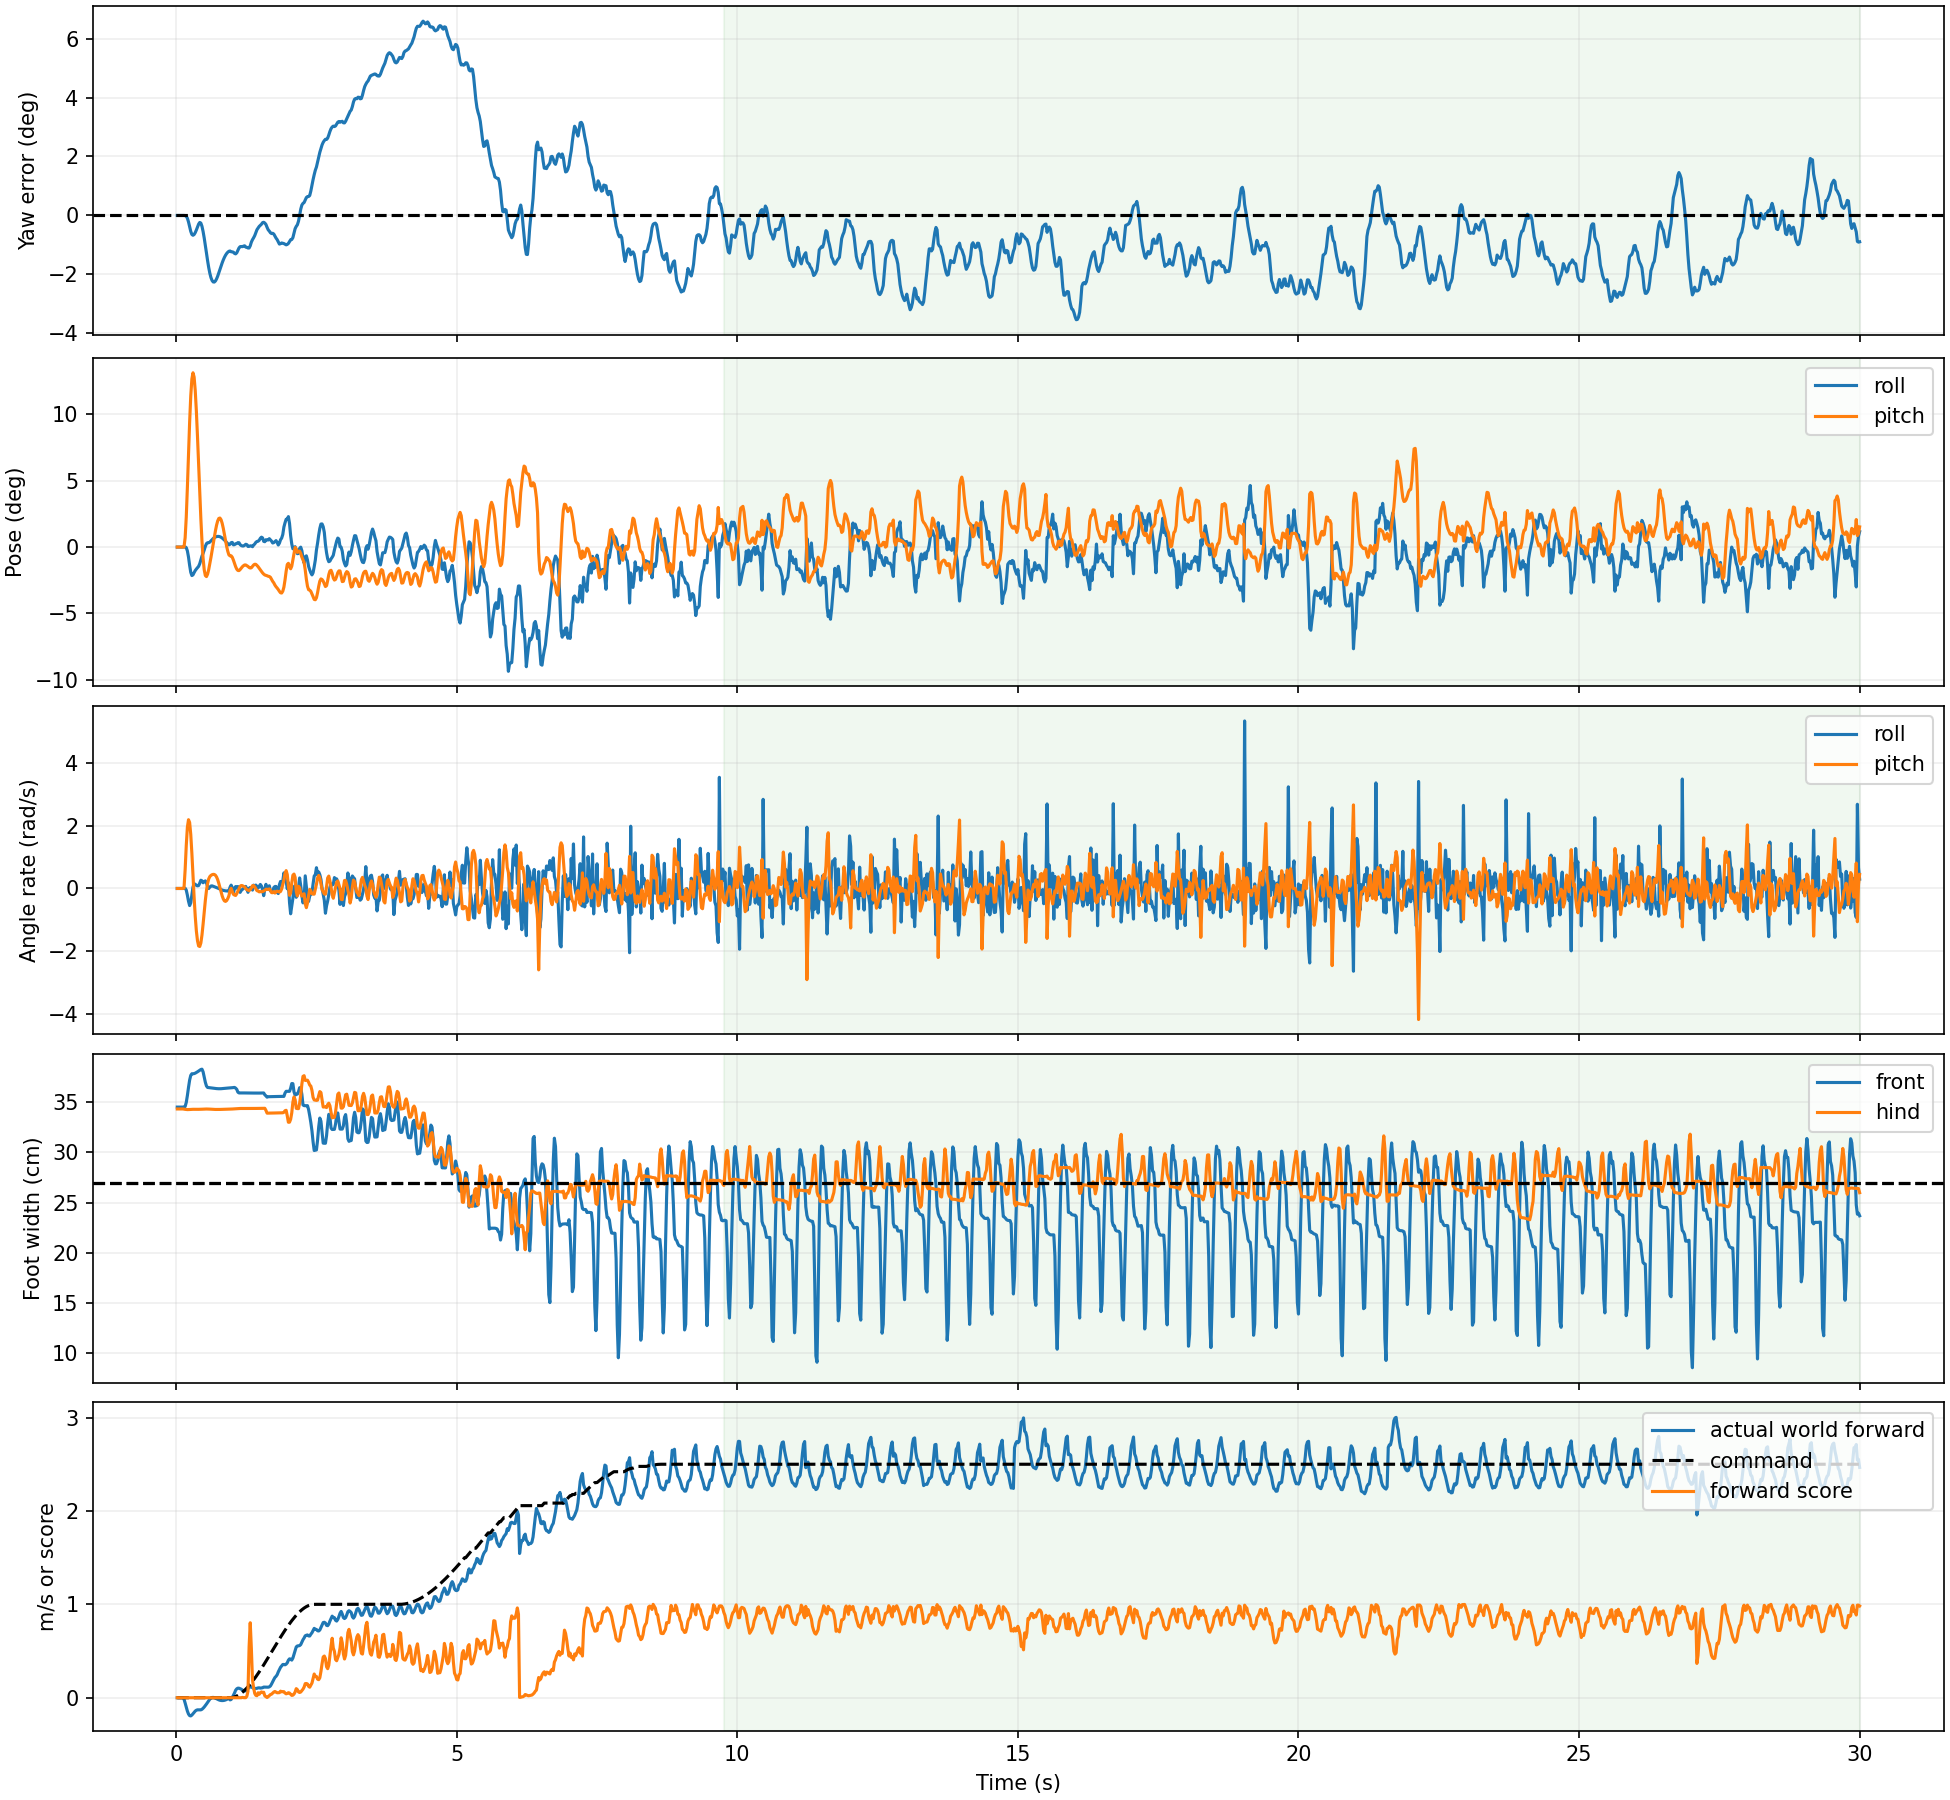 Yaw error (deg)
6
4
2
0
−2
−4
Pose (deg)
10
5
0
−5
−10
roll
pitch
Angle rate (rad/s)
4
2
0
−2
−4
roll
pitch
Foot width (cm)
35
30
25
20
15
10
front
hind
m/s or score
3
2
1
0
actual world forward
command
forward score
0 5 10 15 20 25 30
Time (s)